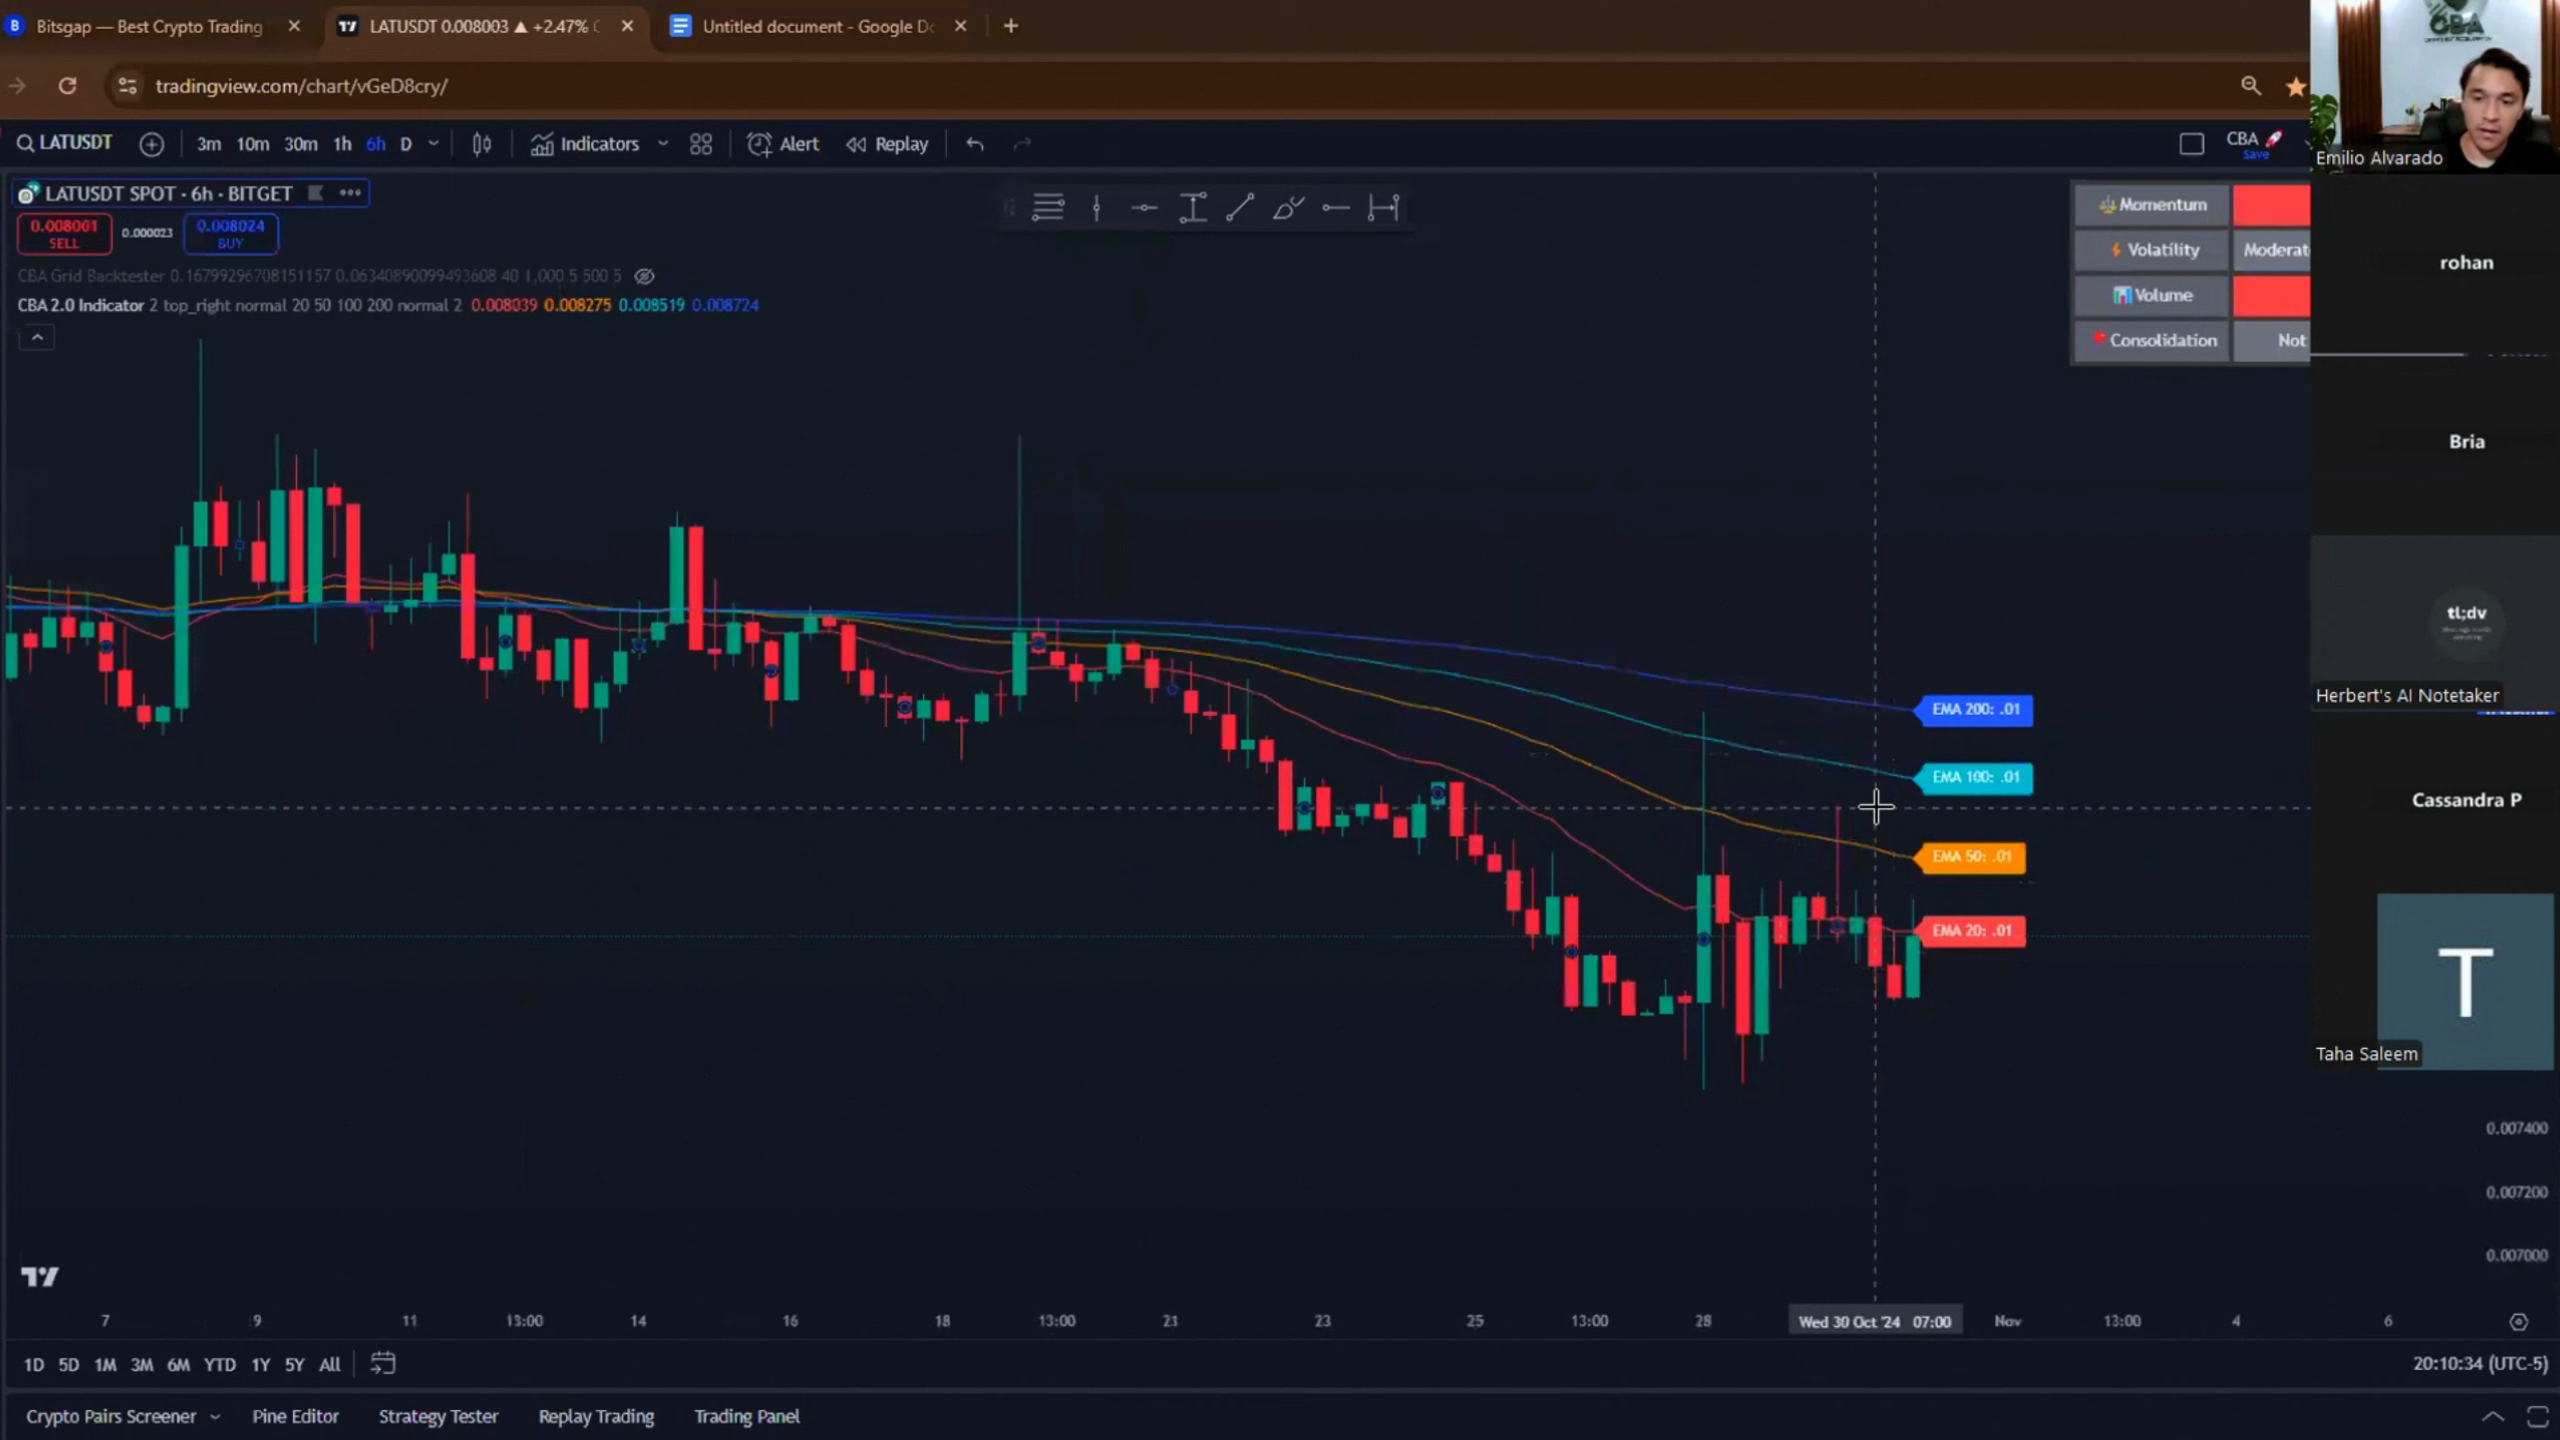 B Bitsgap — Best Crypto Trading
LATUSDT 0.008003 ▲ +2.47%
Untitled document - Google Do
tradingview.com/chart/vGeD8cry/
LATUSDT 3m 10m 30m 1h 6h D Indicators Alert Replay
CBA 🚀
Save
LATUSDT SPOT · 6h · BITGET
0.008001
SELL
0.000023
0.008024
BUY
CBA Grid Backtester 0.16799296708151157 0.06340890099493608 40 1,000 5 500 5
CBA 2.0 Indicator 2 top_right normal 20 50 100 200 normal 2 0.008039 0.008275 0.008519 0.008724
Momentum
Volatility Moderat
Volume
Consolidation Not
EMA 200: .01
EMA 100: .01
EMA 50: .01
EMA 20: .01
CBA
Emilio Alvarado
rohan
Bria
tl;dv
Herbert's AI Notetaker
Cassandra P
T
Taha Saleem
0.007400
0.007200
0.007000
7 9 11 13:00 14 16 18 13:00 21 23 25 13:00 28 Wed 30 Oct '24 07:00 Nov 13:00 4 6
1D 5D 1M 3M 6M YTD 1Y 5Y All
20:10:34 (UTC-5)
Crypto Pairs Screener Pine Editor Strategy Tester Replay Trading Trading Panel